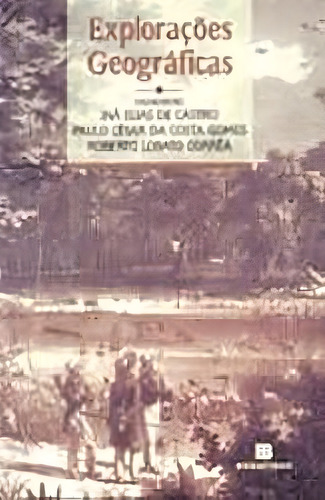 Explorações
Geográficas
INÁ ELIAS DE CASTRO
PAULO CÉSAR DA COSTA GOMES
ROBERTO LOBATO CORRÊA